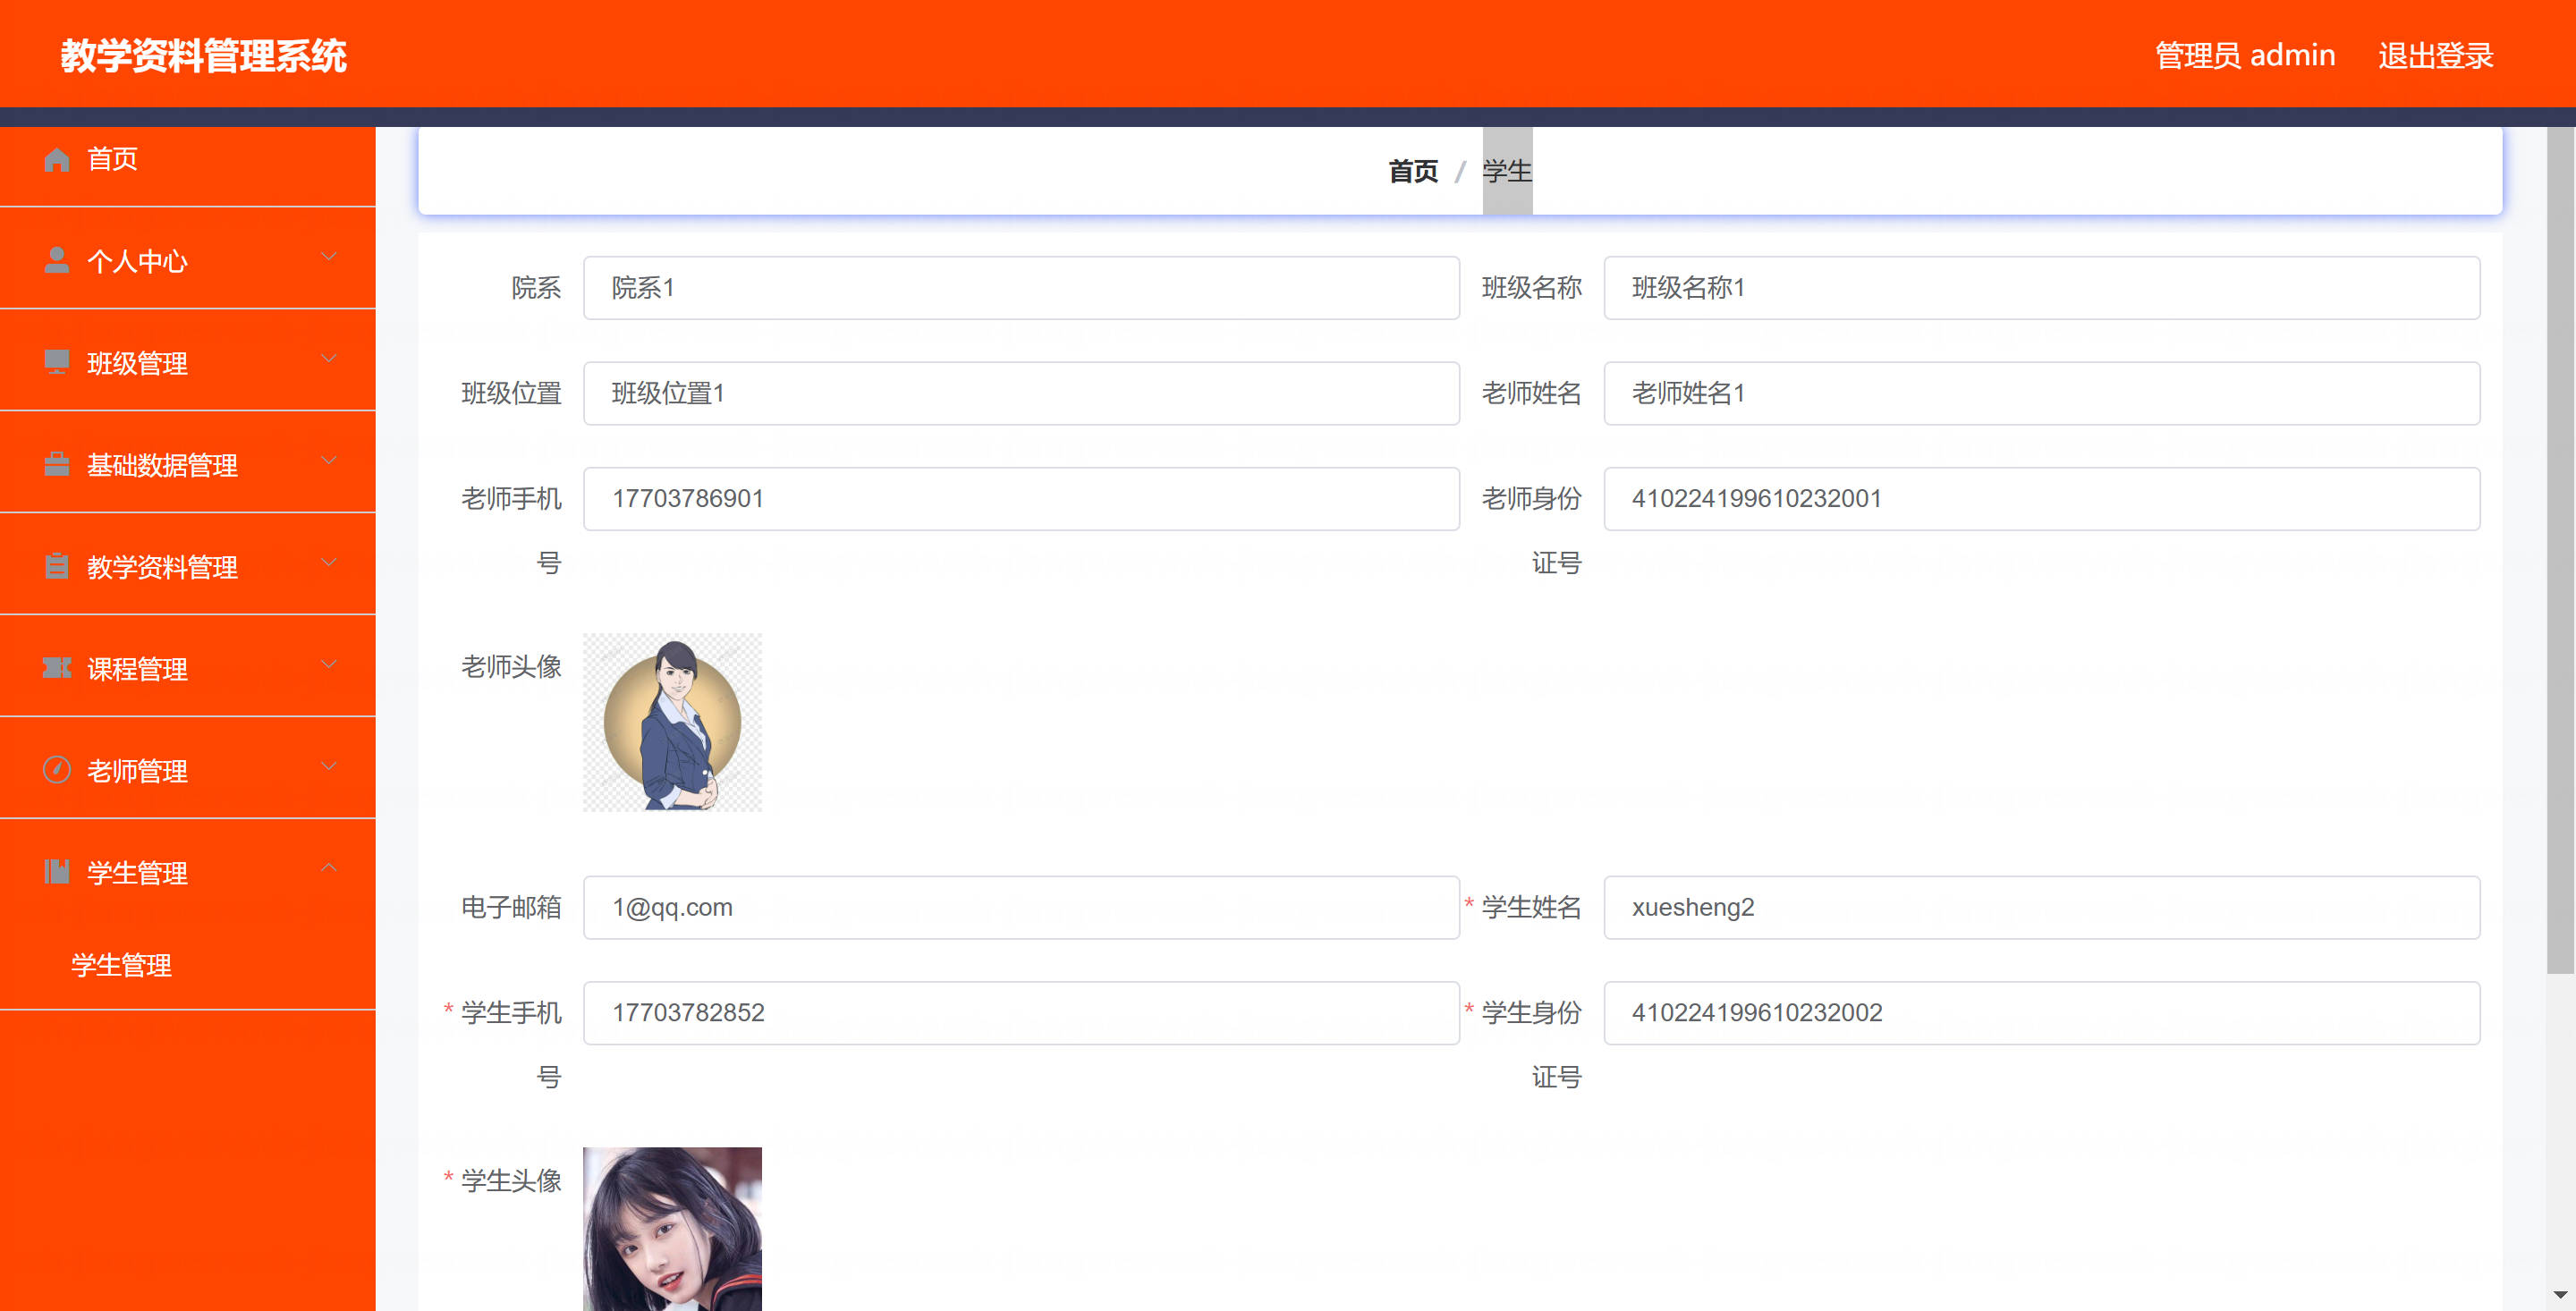 教学资料管理系统
管理员 admin
退出登录
首页
个人中心
班级管理
基础数据管理
教学资料管理
课程管理
老师管理
学生管理
学生管理
首页 / 学生
院系 院系1
班级名称 班级名称1
班级位置 班级位置1
老师姓名 老师姓名1
老师手机 17703786901
号
老师身份 410224199610232001
证号
老师头像
电子邮箱 1@qq.com
* 学生姓名 xuesheng2
* 学生手机 17703782852
号
* 学生身份 410224199610232002
证号
* 学生头像